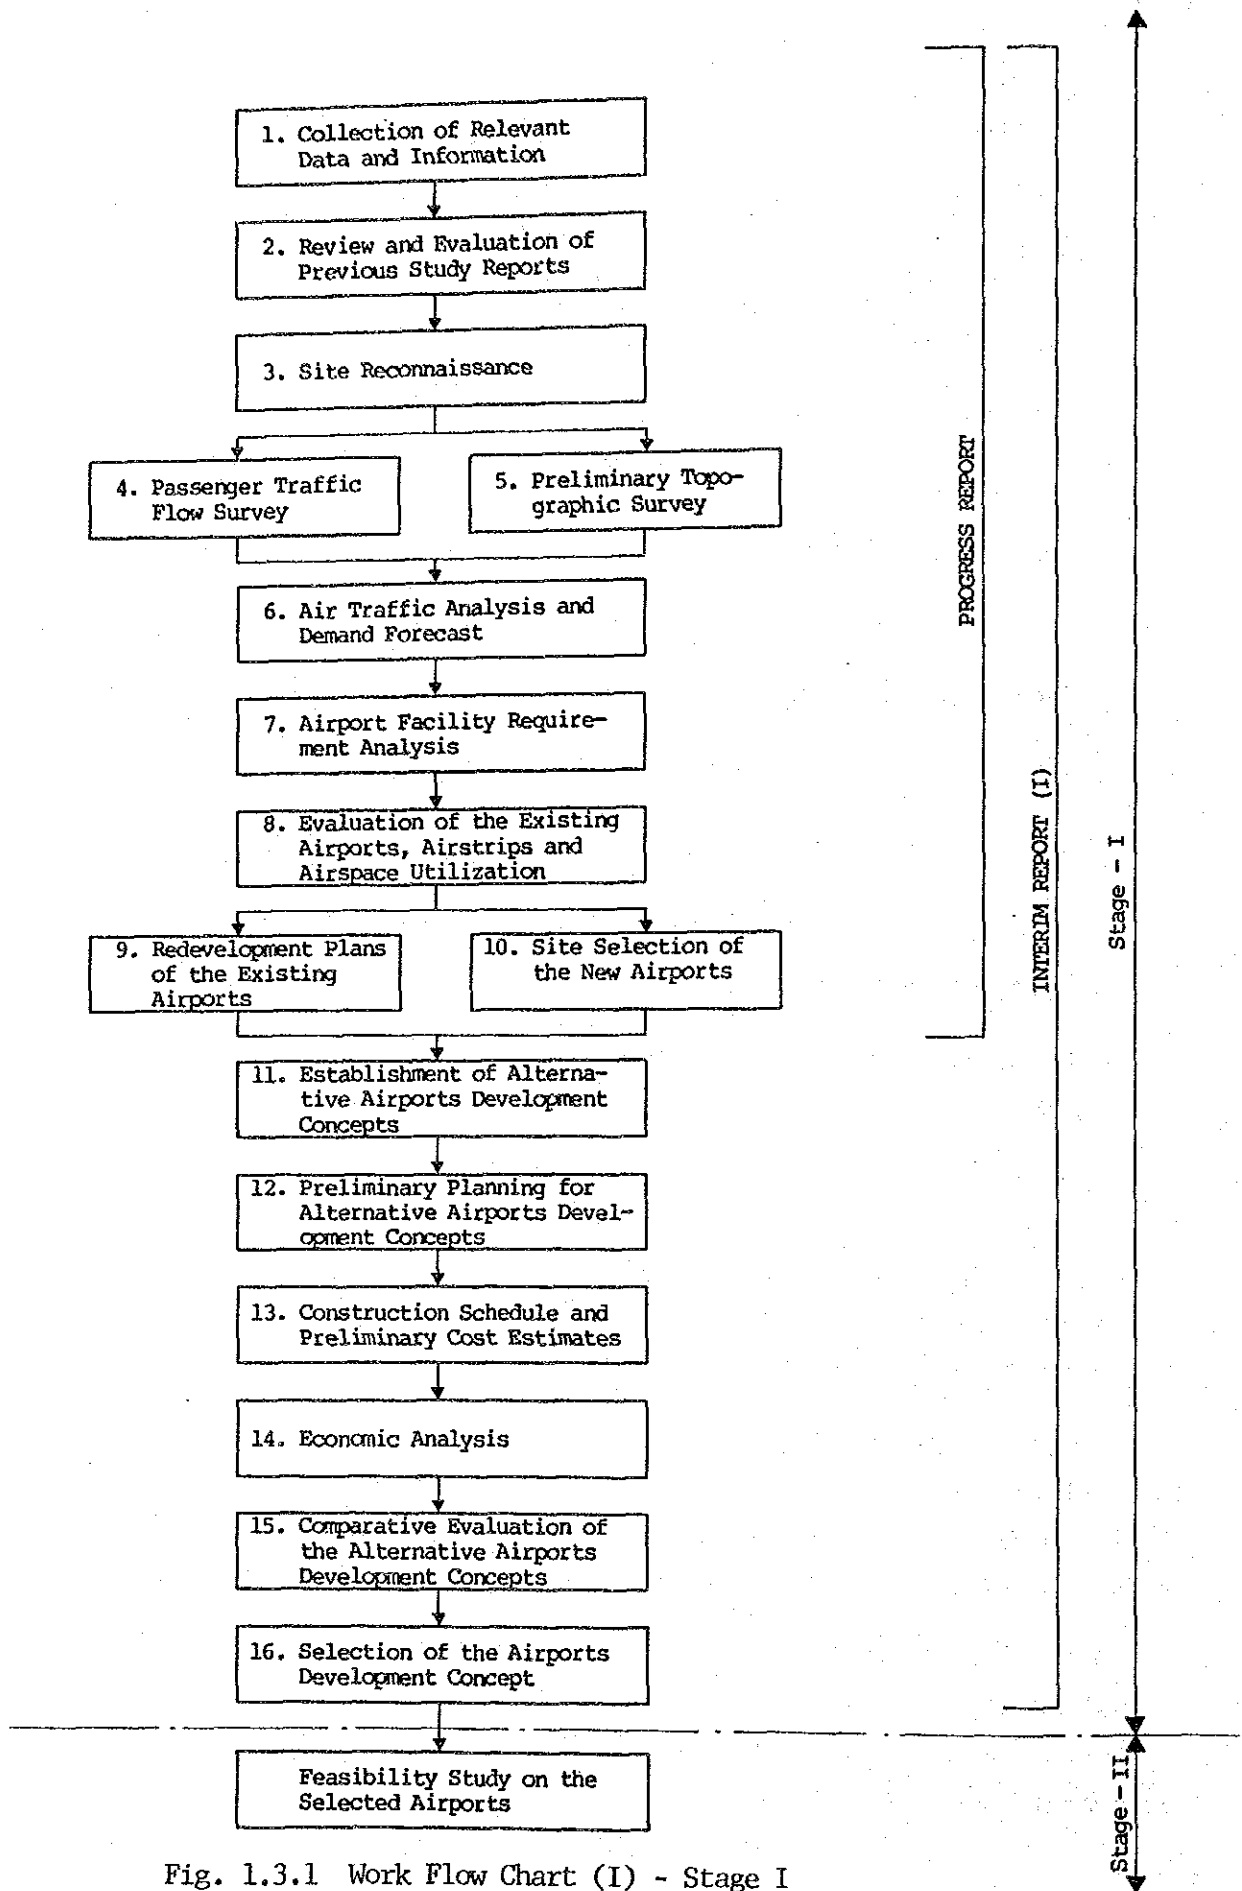 1. Collection of Relevant
Data and Information
2. Review and Evaluation of
Previous Study Reports
3. Site Reconnaissance
4. Passenger Traffic
Flow Survey
5. Preliminary Topo-
graphic Survey
6. Air Traffic Analysis and
Demand Forecast
7. Airport Facility Require-
ment Analysis
8. Evaluation of the Existing
Airports, Airstrips and
Airspace Utilization
9. Redevelopment Plans
of the Existing
Airports
10. Site Selection of
the New Airports
11. Establishment of Alterna-
tive Airports Development
Concepts
12. Preliminary Planning for
Alternative Airports Devel-
opment Concepts
13. Construction Schedule and
Preliminary Cost Estimates
14. Economic Analysis
15. Comparative Evaluation of
the Alternative Airports
Development Concepts
16. Selection of the Airports
Development Concept
Feasibility Study on the
Selected Airports
PROGRESS REPORT
INTERIM REPORT (I)
Stage - I
Stage - II
Fig. 1.3.1 Work Flow Chart (I) - Stage I